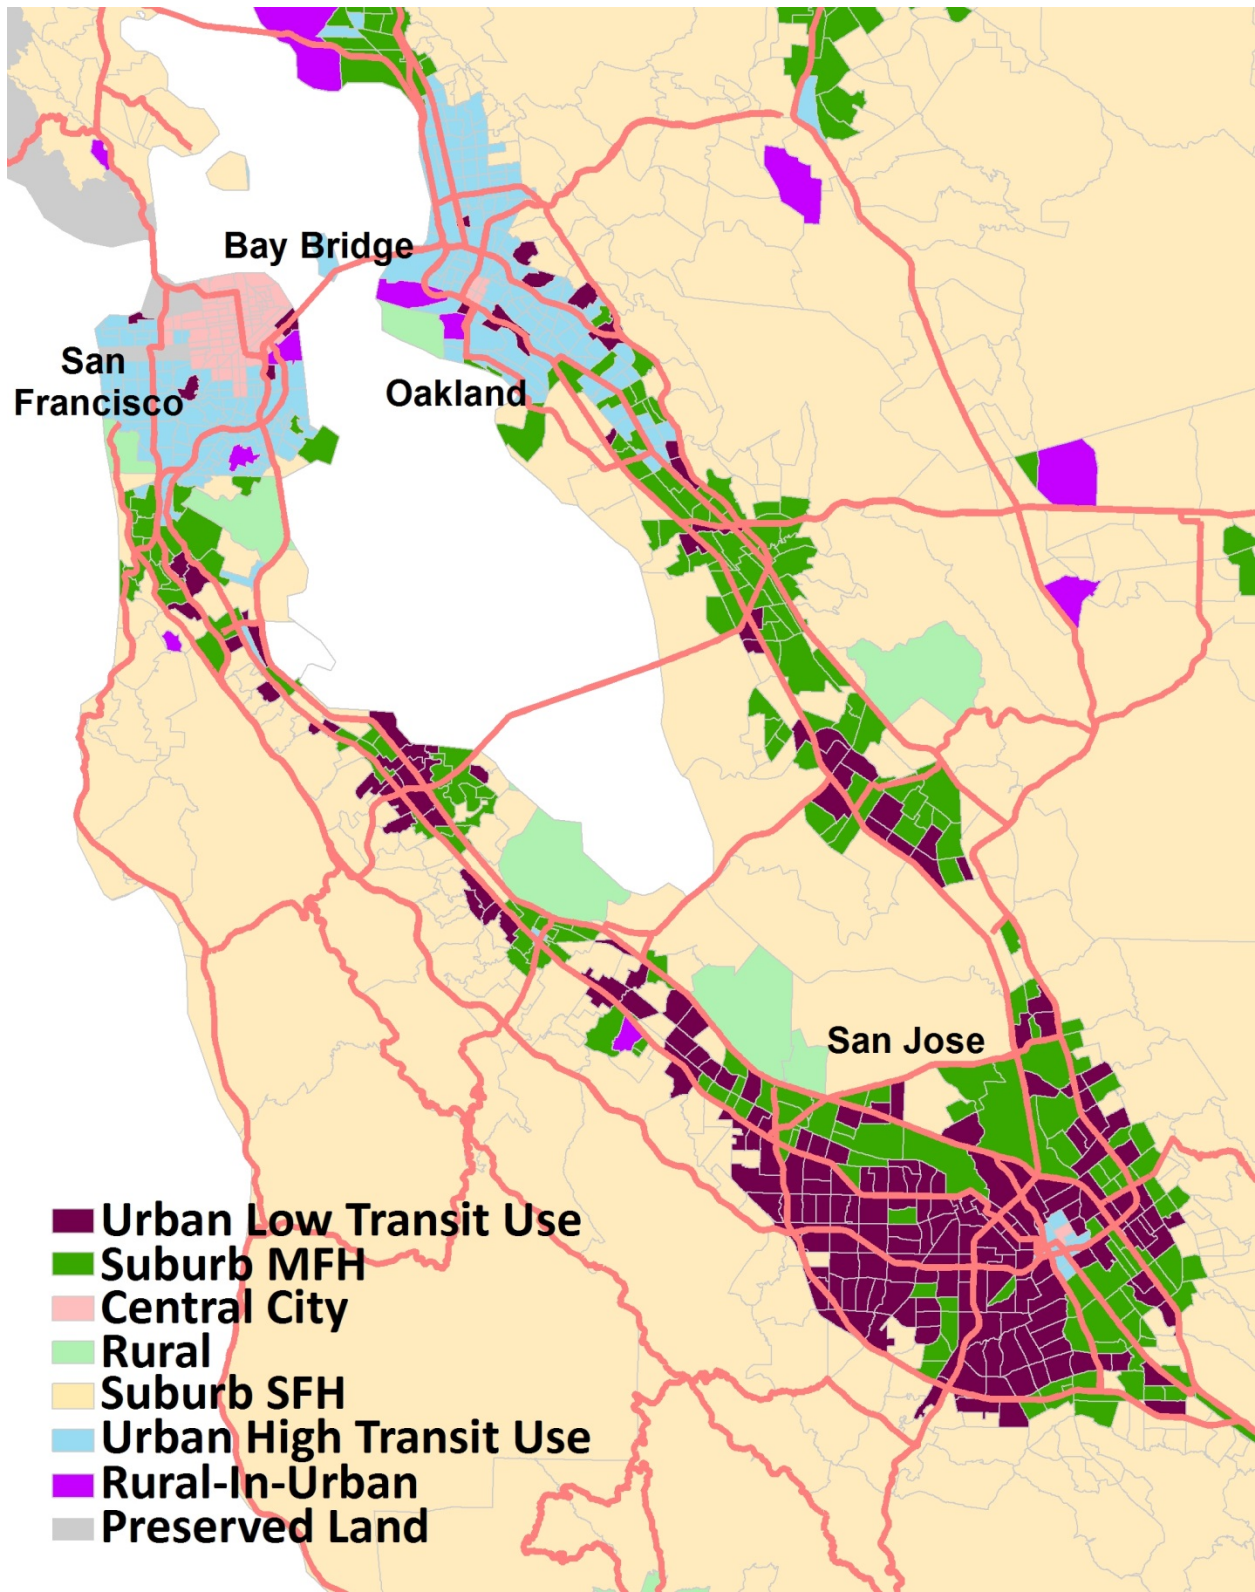 Bay Bridge
San
Francisco
Oakland
San Jose
Urban Low Transit Use
Suburb MFH
Central City
Rural
Suburb SFH
Urban High Transit Use
Rural-In-Urban
Preserved Land